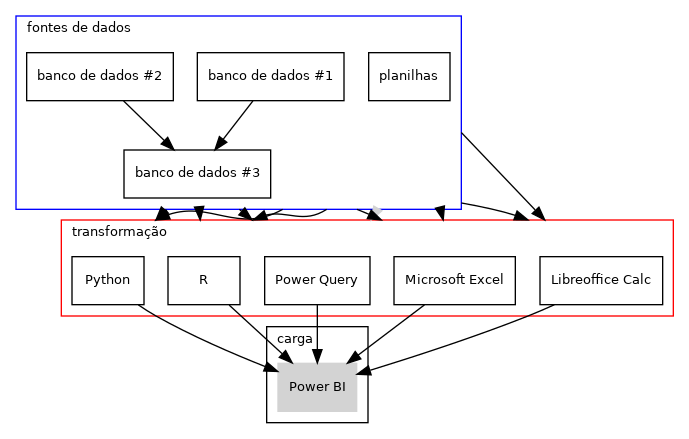 fontes de dados
banco de dados #2
banco de dados #1
planilhas
banco de dados #3
transformação
Python
R
Power Query
Microsoft Excel
Libreoffice Calc
carga
Power BI